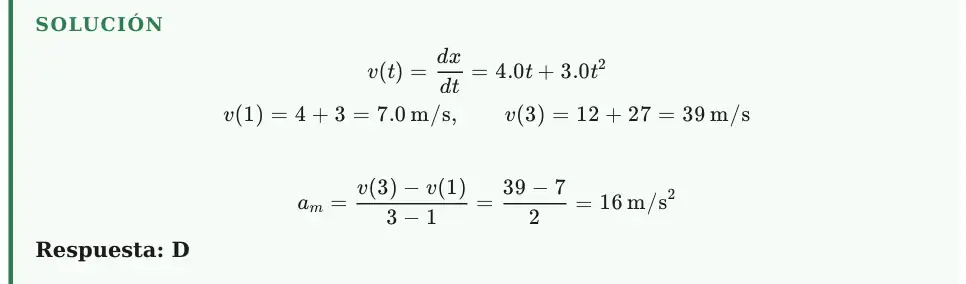 SOLUCIÓN
v(t) = dx/dt = 4.0t + 3.0t²
v(1) = 4 + 3 = 7.0 m/s, v(3) = 12 + 27 = 39 m/s
aₘ = (v(3) − v(1))/(3 − 1) = (39 − 7)/2 = 16 m/s²
Respuesta: D